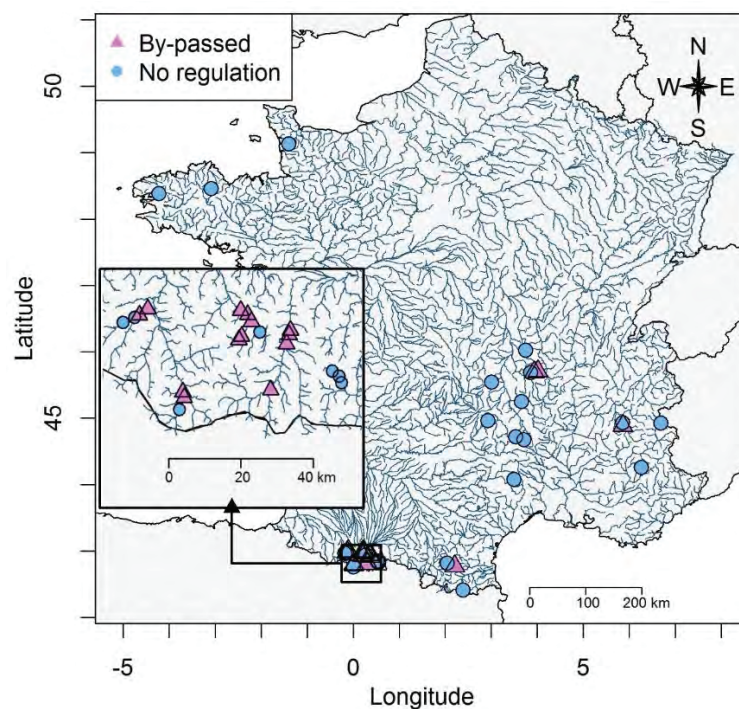 By-passed
No regulation
N
W E
S
50
45
Latitude
0 20 40 km
0 100 200 km
-5 0 5
Longitude